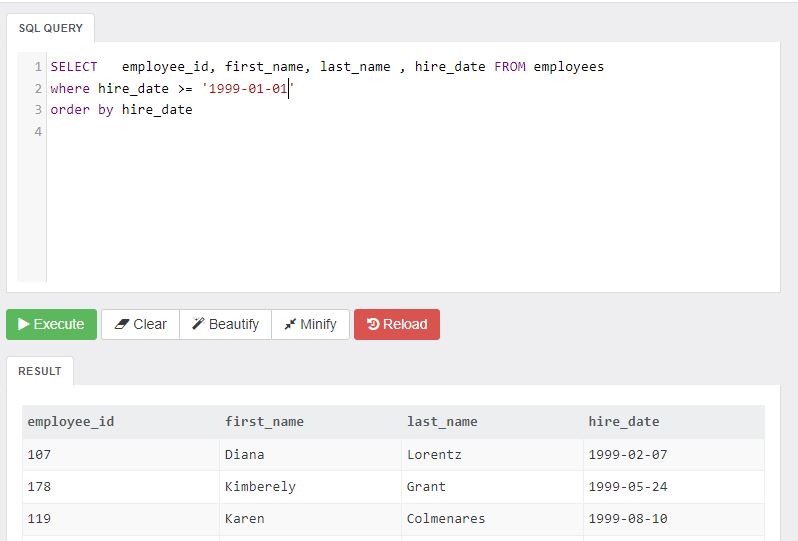 SQL QUERY
1 SELECT   employee_id, first_name, last_name , hire_date FROM employees
2 where hire_date >= '1999-01-01'
3 order by hire_date
4
Execute Clear Beautify Minify Reload
RESULT
employee_id first_name last_name hire_date
107 Diana Lorentz 1999-02-07
178 Kimberely Grant 1999-05-24
119 Karen Colmenares 1999-08-10